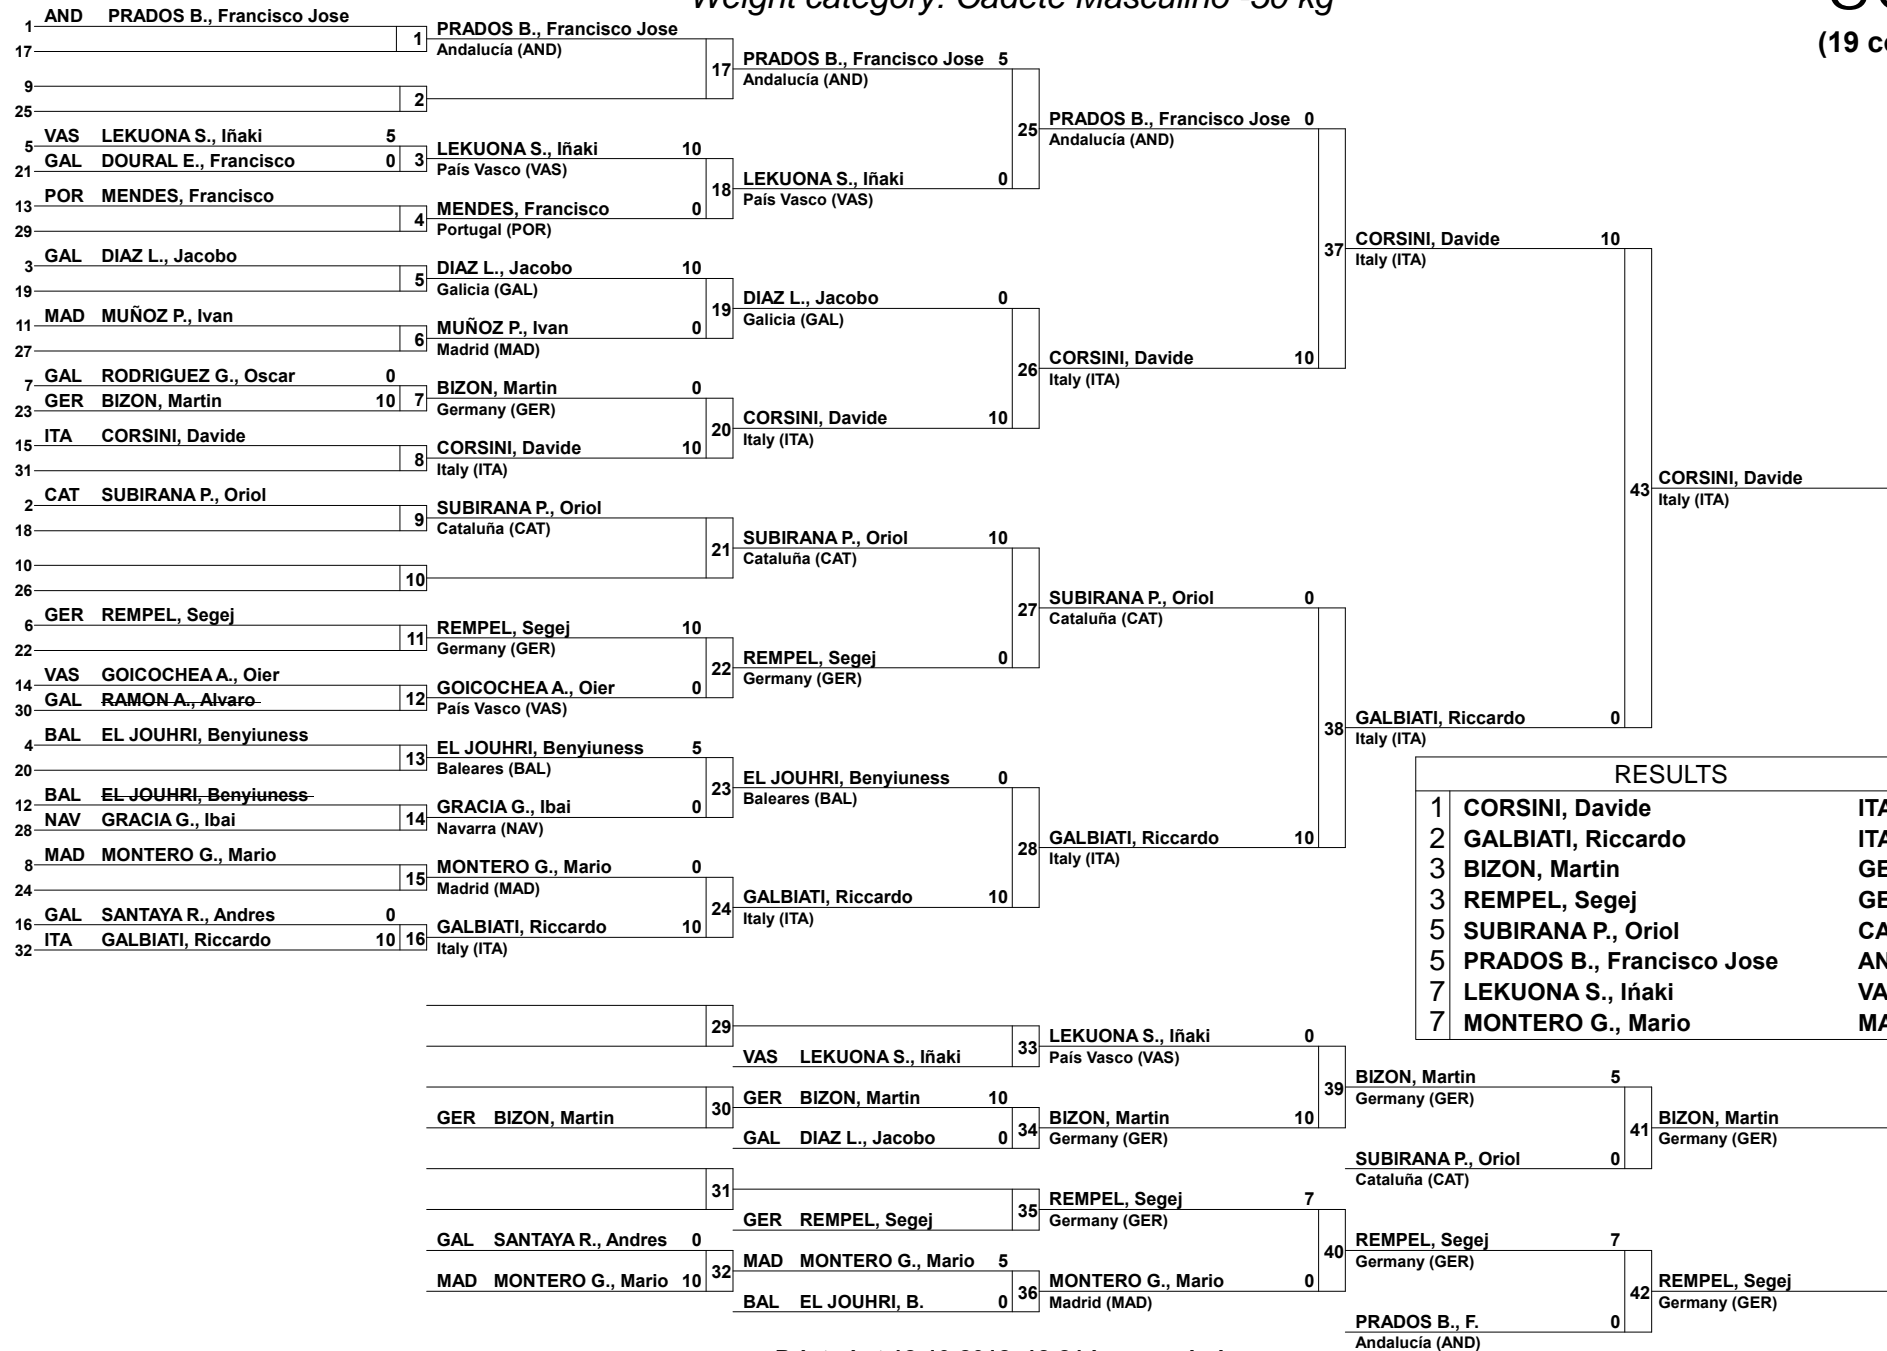 Weight category: Cadete Masculino -50 kg
(19 c
1 AND PRADOS B., Francisco Jose
17
1
9
25
2
5 VAS LEKUONA S., Iñaki 5
21 GAL DOURAL E., Francisco 0
3
13 POR MENDES, Francisco
29
4
3 GAL DIAZ L., Jacobo
19
5
11 MAD MUÑOZ P., Ivan
27
6
7 GAL RODRIGUEZ G., Oscar 0
23 GER BIZON, Martin 10
7
15 ITA CORSINI, Davide
31
8
2 CAT SUBIRANA P., Oriol
18
9
10
26
10
6 GER REMPEL, Segej
22
11
14 VAS GOICOCHEA A., Oier
30 GAL RAMON A., Alvaro
12
4 BAL EL JOUHRI, Benyiuness
20
13
12 BAL EL JOUHRI, Benyiuness
28 NAV GRACIA G., Ibai
14
8 MAD MONTERO G., Mario
24
15
16 GAL SANTAYA R., Andres 0
32 ITA GALBIATI, Riccardo 10
16
PRADOS B., Francisco Jose
Andalucía (AND)
17
LEKUONA S., Iñaki 10
País Vasco (VAS)
18
MENDES, Francisco 0
Portugal (POR)
DIAZ L., Jacobo 10
Galicia (GAL)
19
MUÑOZ P., Ivan 0
Madrid (MAD)
BIZON, Martin 0
Germany (GER)
20
CORSINI, Davide 10
Italy (ITA)
SUBIRANA P., Oriol
Cataluña (CAT)
21
REMPEL, Segej 10
Germany (GER)
22
GOICOCHEA A., Oier 0
País Vasco (VAS)
EL JOUHRI, Benyiuness 5
Baleares (BAL)
23
GRACIA G., Ibai 0
Navarra (NAV)
MONTERO G., Mario 0
Madrid (MAD)
24
GALBIATI, Riccardo 10
Italy (ITA)
PRADOS B., Francisco Jose 5
Andalucía (AND)
25
LEKUONA S., Iñaki 0
País Vasco (VAS)
DIAZ L., Jacobo 0
Galicia (GAL)
26
CORSINI, Davide 10
Italy (ITA)
SUBIRANA P., Oriol 10
Cataluña (CAT)
27
REMPEL, Segej 0
Germany (GER)
EL JOUHRI, Benyiuness 0
Baleares (BAL)
28
GALBIATI, Riccardo 10
Italy (ITA)
PRADOS B., Francisco Jose 0
Andalucía (AND)
37
CORSINI, Davide 10
Italy (ITA)
SUBIRANA P., Oriol 0
Cataluña (CAT)
38
GALBIATI, Riccardo 10
Italy (ITA)
CORSINI, Davide 10
Italy (ITA)
43
GALBIATI, Riccardo 0
Italy (ITA)
CORSINI, Davide
Italy (ITA)
RESULTS
1 CORSINI, Davide ITA
2 GALBIATI, Riccardo ITA
3 BIZON, Martin GE
3 REMPEL, Segej GE
5 SUBIRANA P., Oriol CA
5 PRADOS B., Francisco Jose AN
7 LEKUONA S., Ińaki VA
7 MONTERO G., Mario MA
29
GER BIZON, Martin
30
31
GAL SANTAYA R., Andres 0
MAD MONTERO G., Mario 10
32
VAS LEKUONA S., Iñaki
33
GER BIZON, Martin 10
GAL DIAZ L., Jacobo 0
34
GER REMPEL, Segej
35
MAD MONTERO G., Mario 5
BAL EL JOUHRI, B. 0
36
LEKUONA S., Iñaki 0
País Vasco (VAS)
39
BIZON, Martin 10
Germany (GER)
REMPEL, Segej 7
Germany (GER)
40
MONTERO G., Mario 0
Madrid (MAD)
BIZON, Martin 5
Germany (GER)
41
SUBIRANA P., Oriol 0
Cataluña (CAT)
REMPEL, Segej 7
Germany (GER)
42
PRADOS B., F. 0
Andalucía (AND)
BIZON, Martin
Germany (GER)
REMPEL, Segej
Germany (GER)